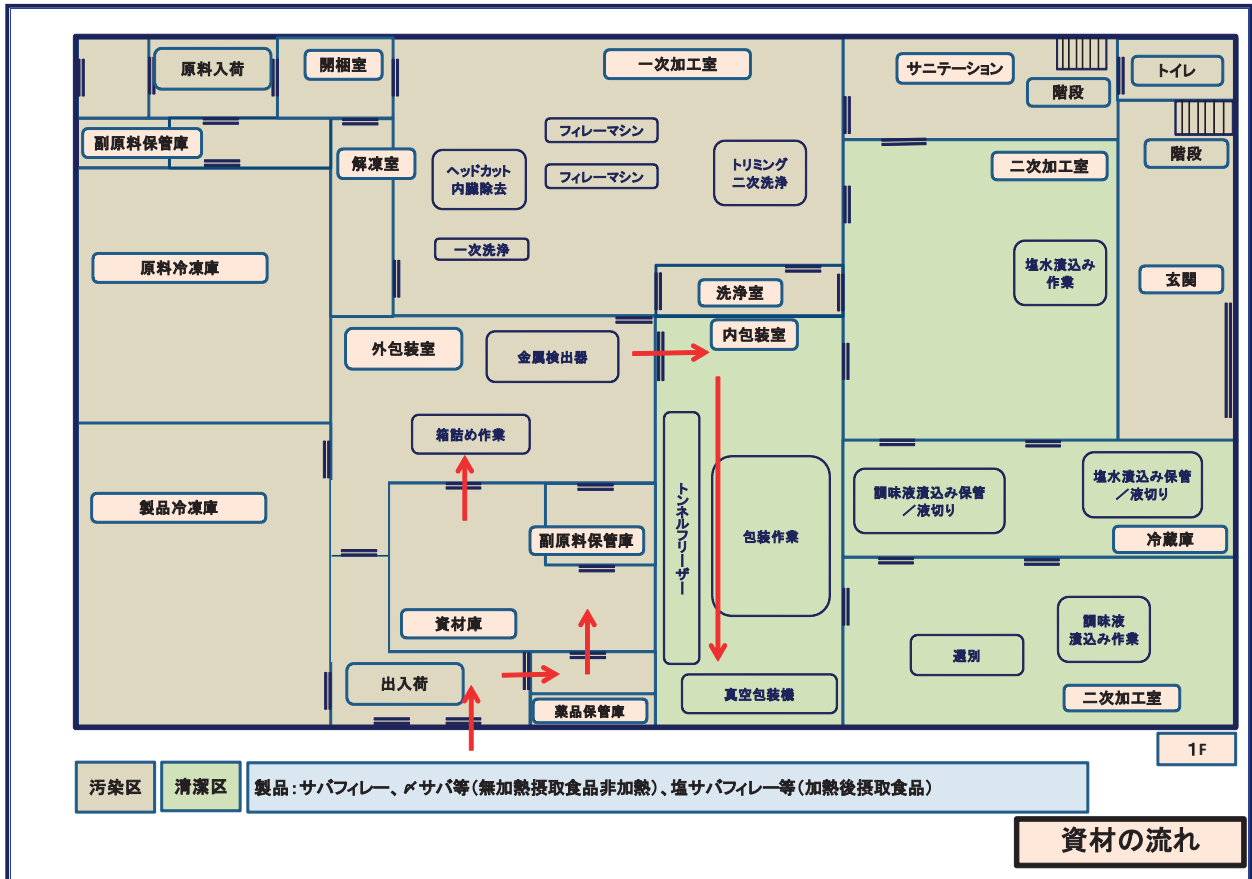 原料入荷
開梱室
一次加工室
サニテーション
階段
トイレ
副原料保管庫
解凍室
ヘッドカット
内臓除去
フィレーマシン
フィレーマシン
トリミング
二次洗浄
二次加工室
階段
一次洗浄
原料冷凍庫
洗浄室
塩水漬込み
作業
玄関
外包装室
金属検出器
内包装室
箱詰め作業
製品冷凍庫
副原料保管庫
トンネルフリーザー
包装作業
調味液漬込み保管
／液切り
塩水漬込み保管
／液切り
冷蔵庫
資材庫
調味液
漬込み作業
選別
出入荷
薬品保管庫
真空包装機
二次加工室
1F
汚染区
清潔区
製品：サバフィレー、〆サバ等（無加熱摂取食品非加熱）、塩サバフィレー等（加熱後摂取食品）
資材の流れ